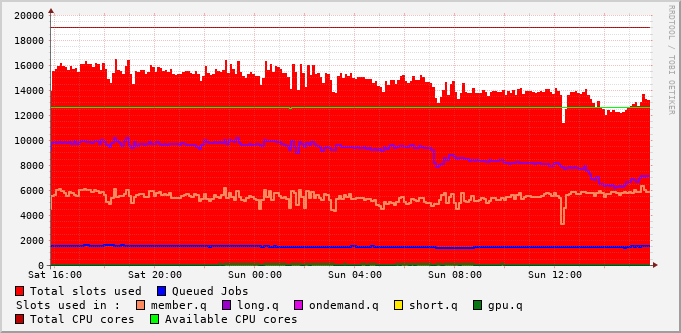 RRDTOOL / TOBI OETIKER
20000
18000
16000
14000
12000
10000
8000
6000
4000
2000
0
Sat 16:00 Sat 20:00 Sun 00:00 Sun 04:00 Sun 08:00 Sun 12:00
Total slots used Queued Jobs
Slots used in : member.q long.q ondemand.q short.q gpu.q
Total CPU cores Available CPU cores